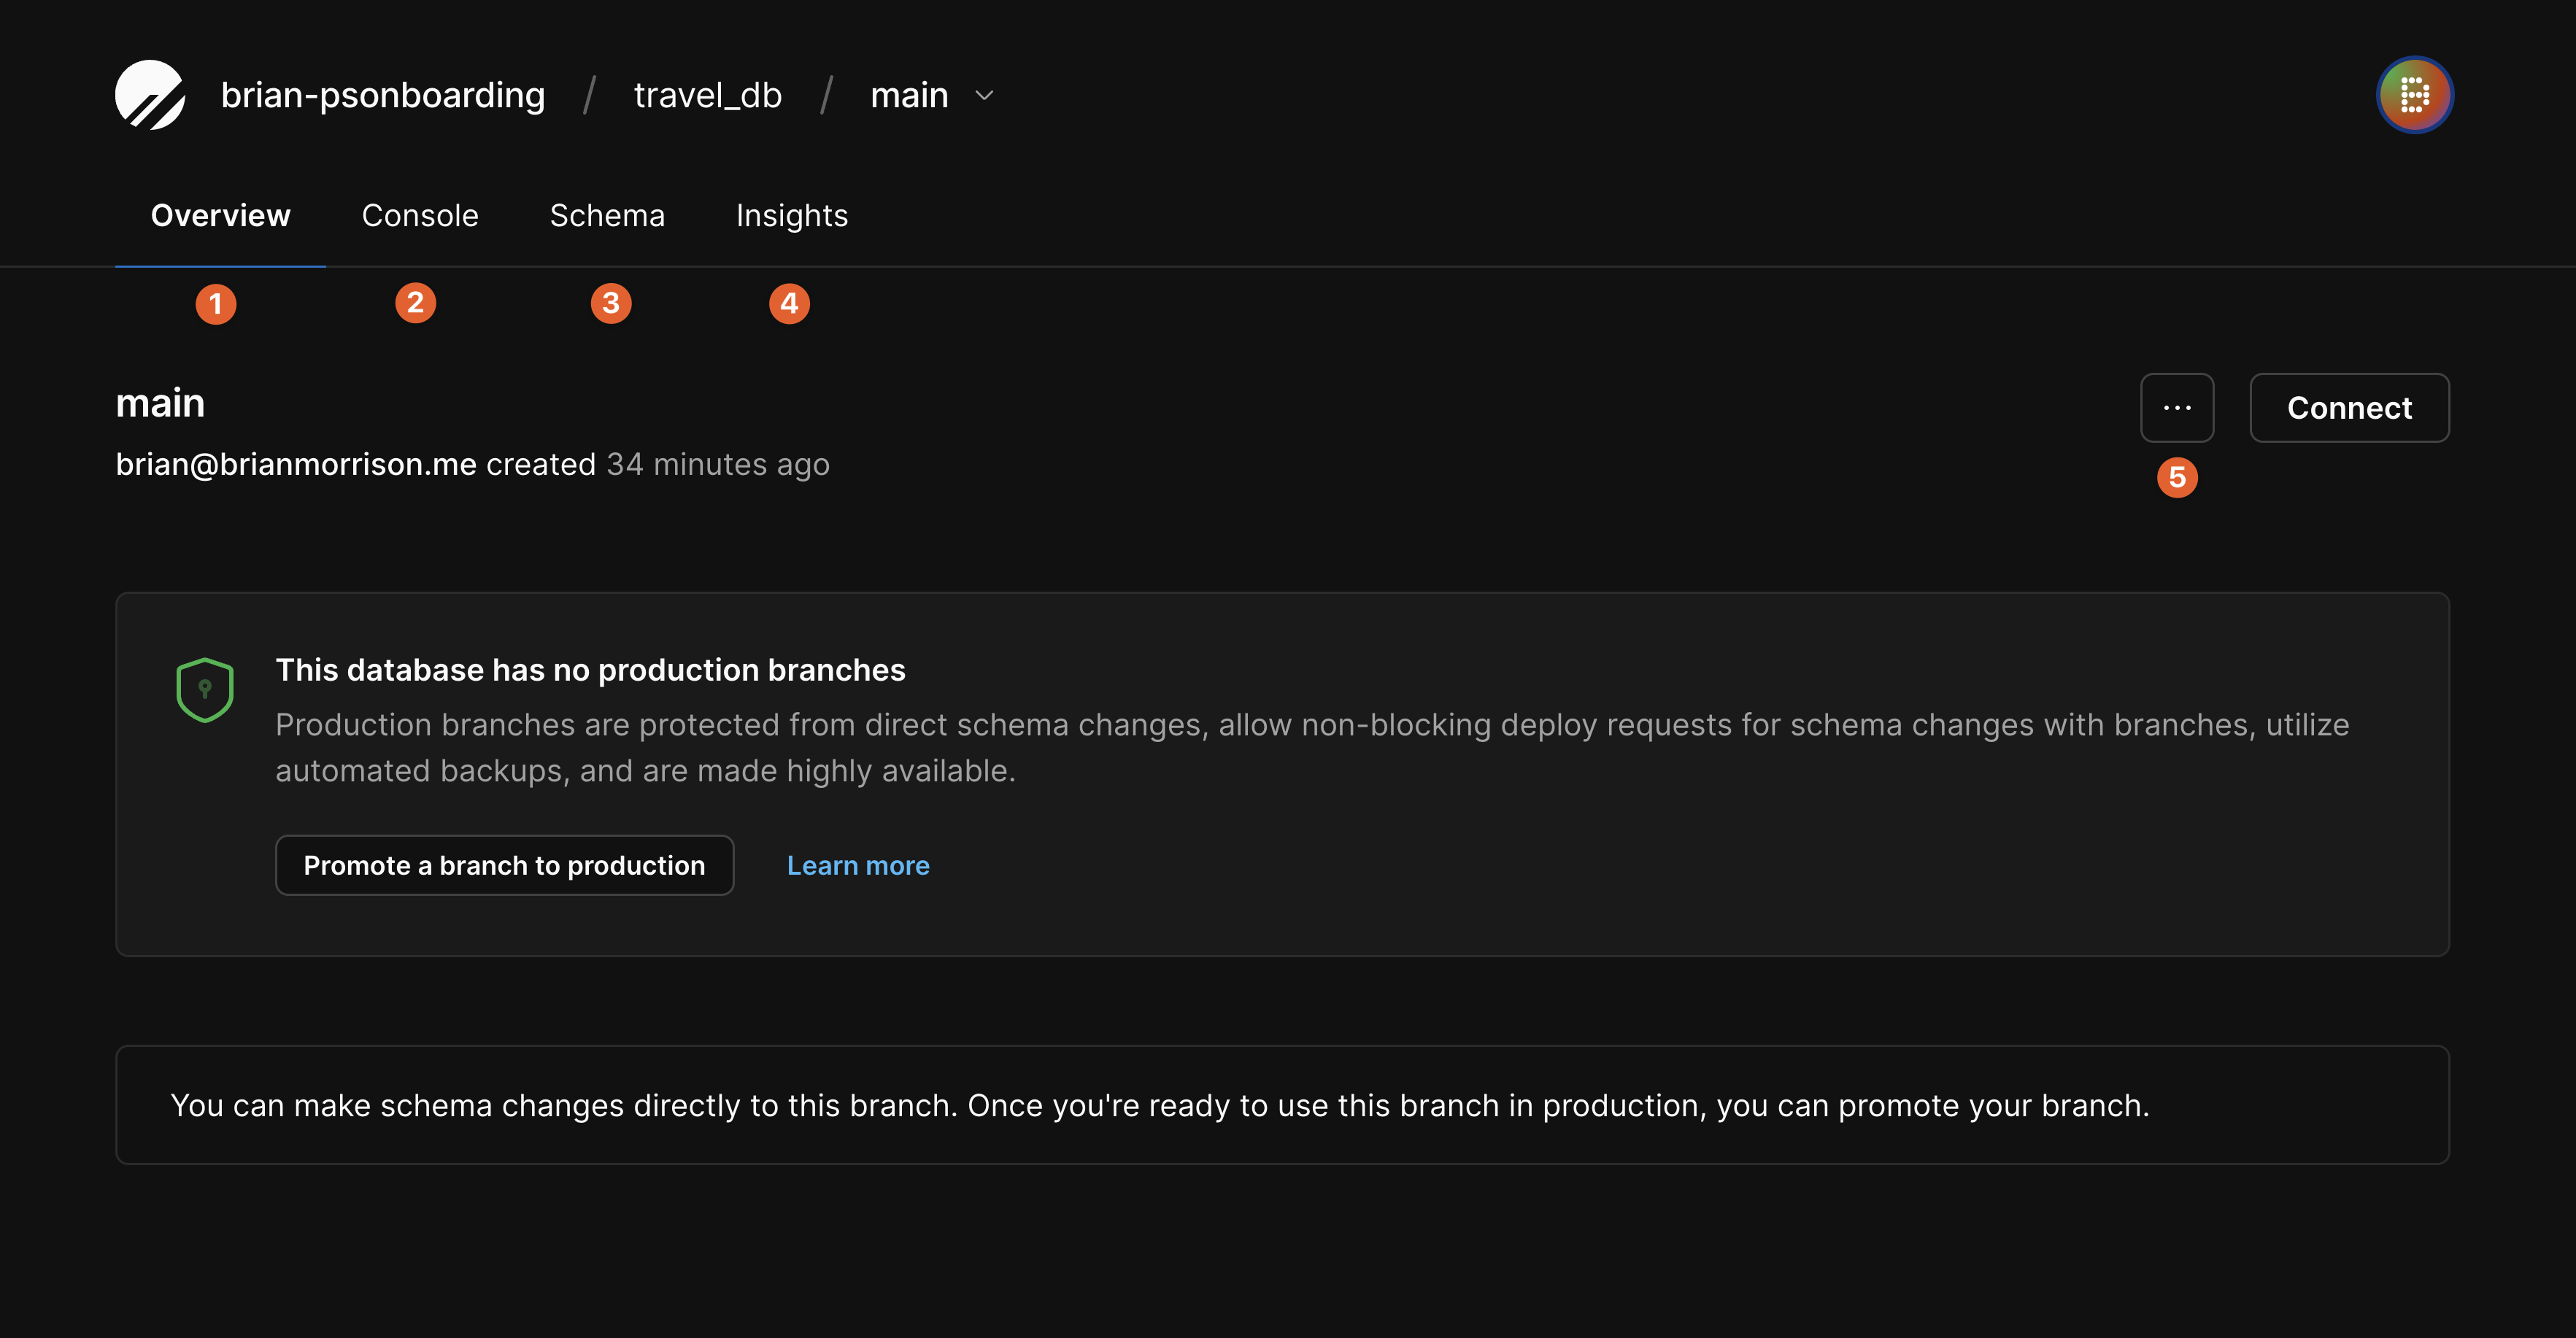 brian-psonboarding / travel_db / main
Overview Console Schema Insights
1 2 3 4
main
... Connect
brian@brianmorrison.me created 34 minutes ago
5
This database has no production branches
Production branches are protected from direct schema changes, allow non-blocking deploy requests for schema changes with branches, utilize
automated backups, and are made highly available.
Promote a branch to production Learn more
You can make schema changes directly to this branch. Once you're ready to use this branch in production, you can promote your branch.